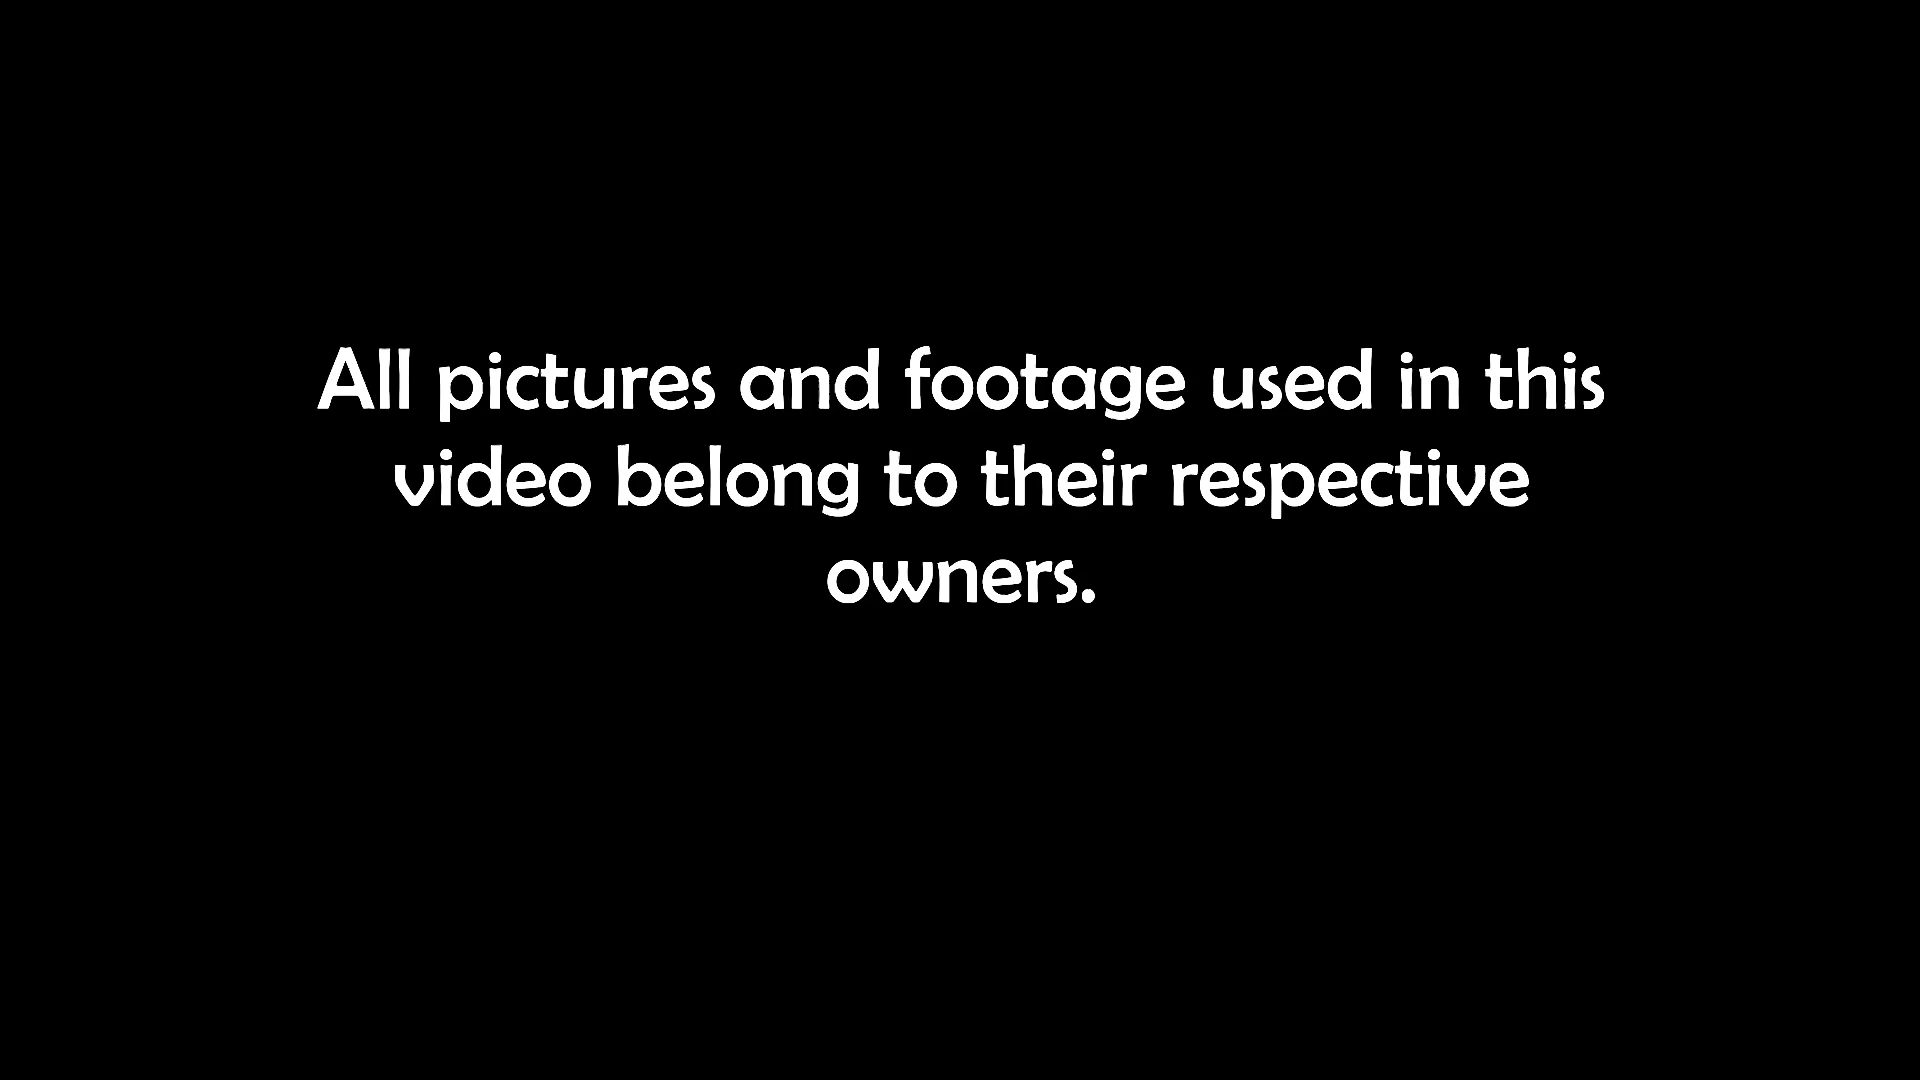 All pictures and footage used in this
video belong to their respective
owners.